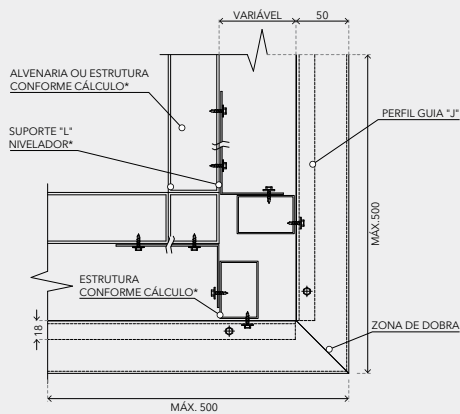 VARIÁVEL
50
ALVENARIA OU ESTRUTURA
CONFORME CÁLCULO*
PERFIL GUIA "J"
SUPORTE "L"
NIVELADOR*
MÁX.500
ESTRUTURA
CONFORME CÁLCULO*
18
ZONA DE DOBRA
MÁX. 500